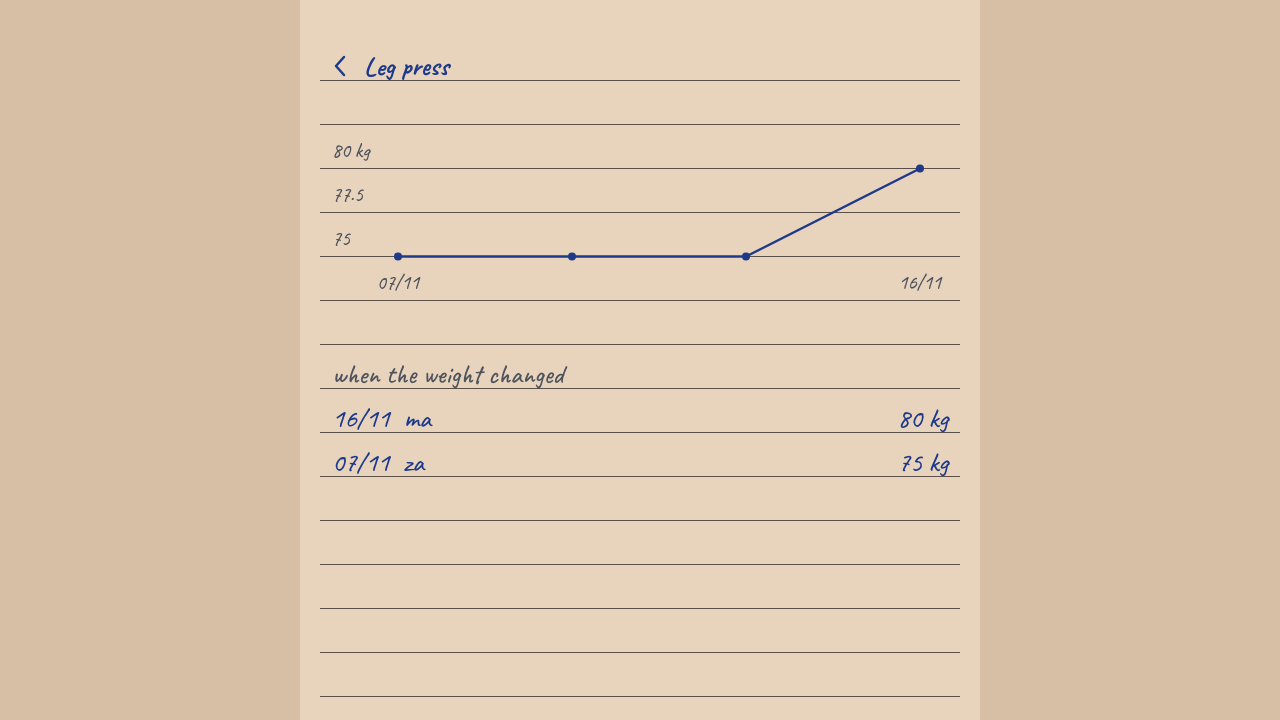 Leg press
80 kg
77.5
75
07/11 16/11
when the weight changed
16/11 ma 80 kg
07/11 za 75 kg